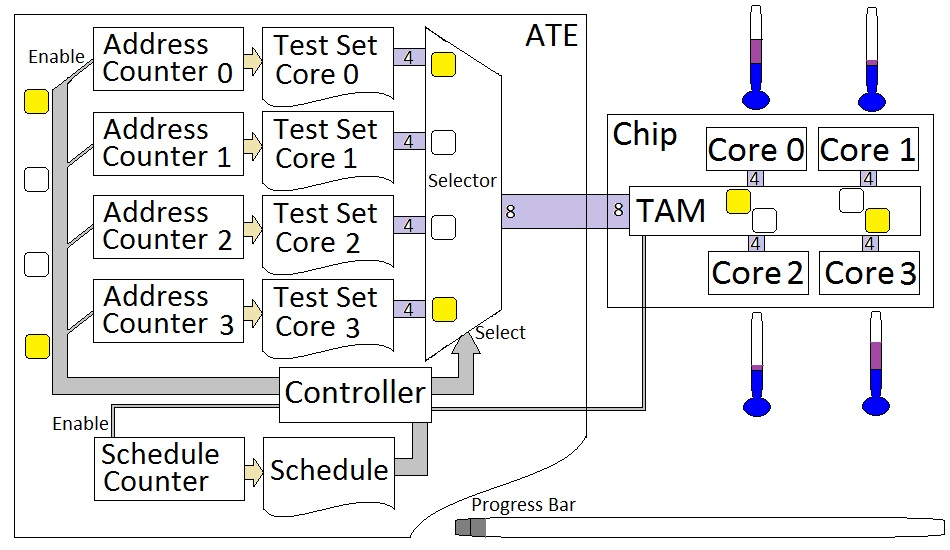 ATE
Enable
Address
Counter 0
Test Set
Core 0
4
Address
Counter 1
Test Set
Core 1
4
Selector
Address
Counter 2
Test Set
Core 2
4
Address
Counter 3
Test Set
Core 3
4
Select
8
8
Controller
Enable
Schedule
Counter
Schedule
Chip
Core 0
Core 1
4
4
TAM
4
4
Core 2
Core 3
Progress Bar